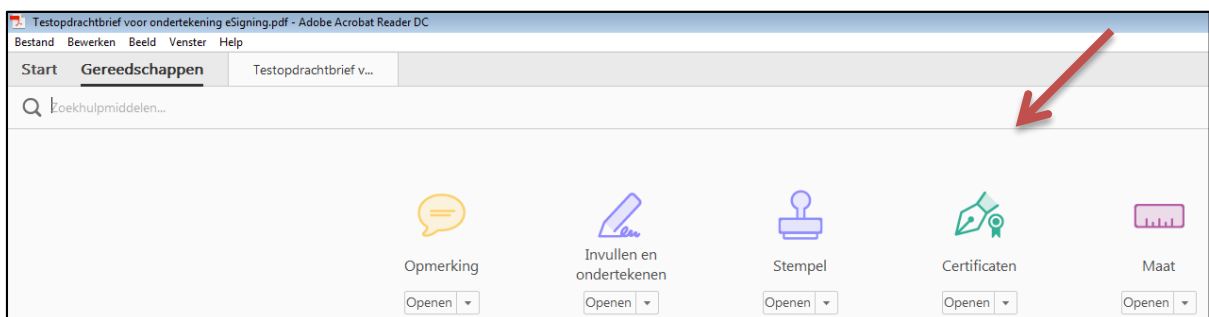 Testopdrachtbrief voor ondertekening eSigning.pdf - Adobe Acrobat Reader DC
Bestand Bewerken Beeld Venster Help
Start Gereedschappen Testopdrachtbrief v...
Zoekhulpmiddelen...
Opmerking
Invullen en
ondertekenen
Stempel
Certificaten
Maat
Openen Openen Openen Openen Openen